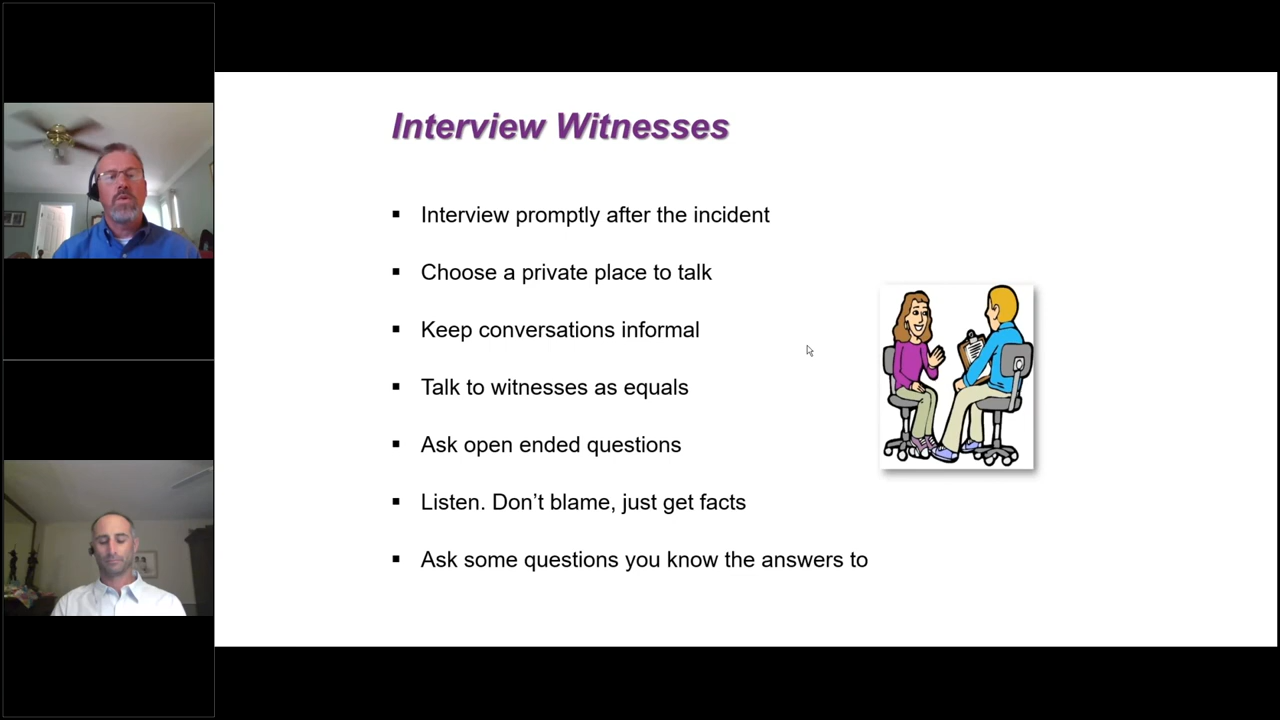 Interview Witnesses
▪ Interview promptly after the incident
▪ Choose a private place to talk
▪ Keep conversations informal
▪ Talk to witnesses as equals
▪ Ask open ended questions
▪ Listen. Don’t blame, just get facts
▪ Ask some questions you know the answers to